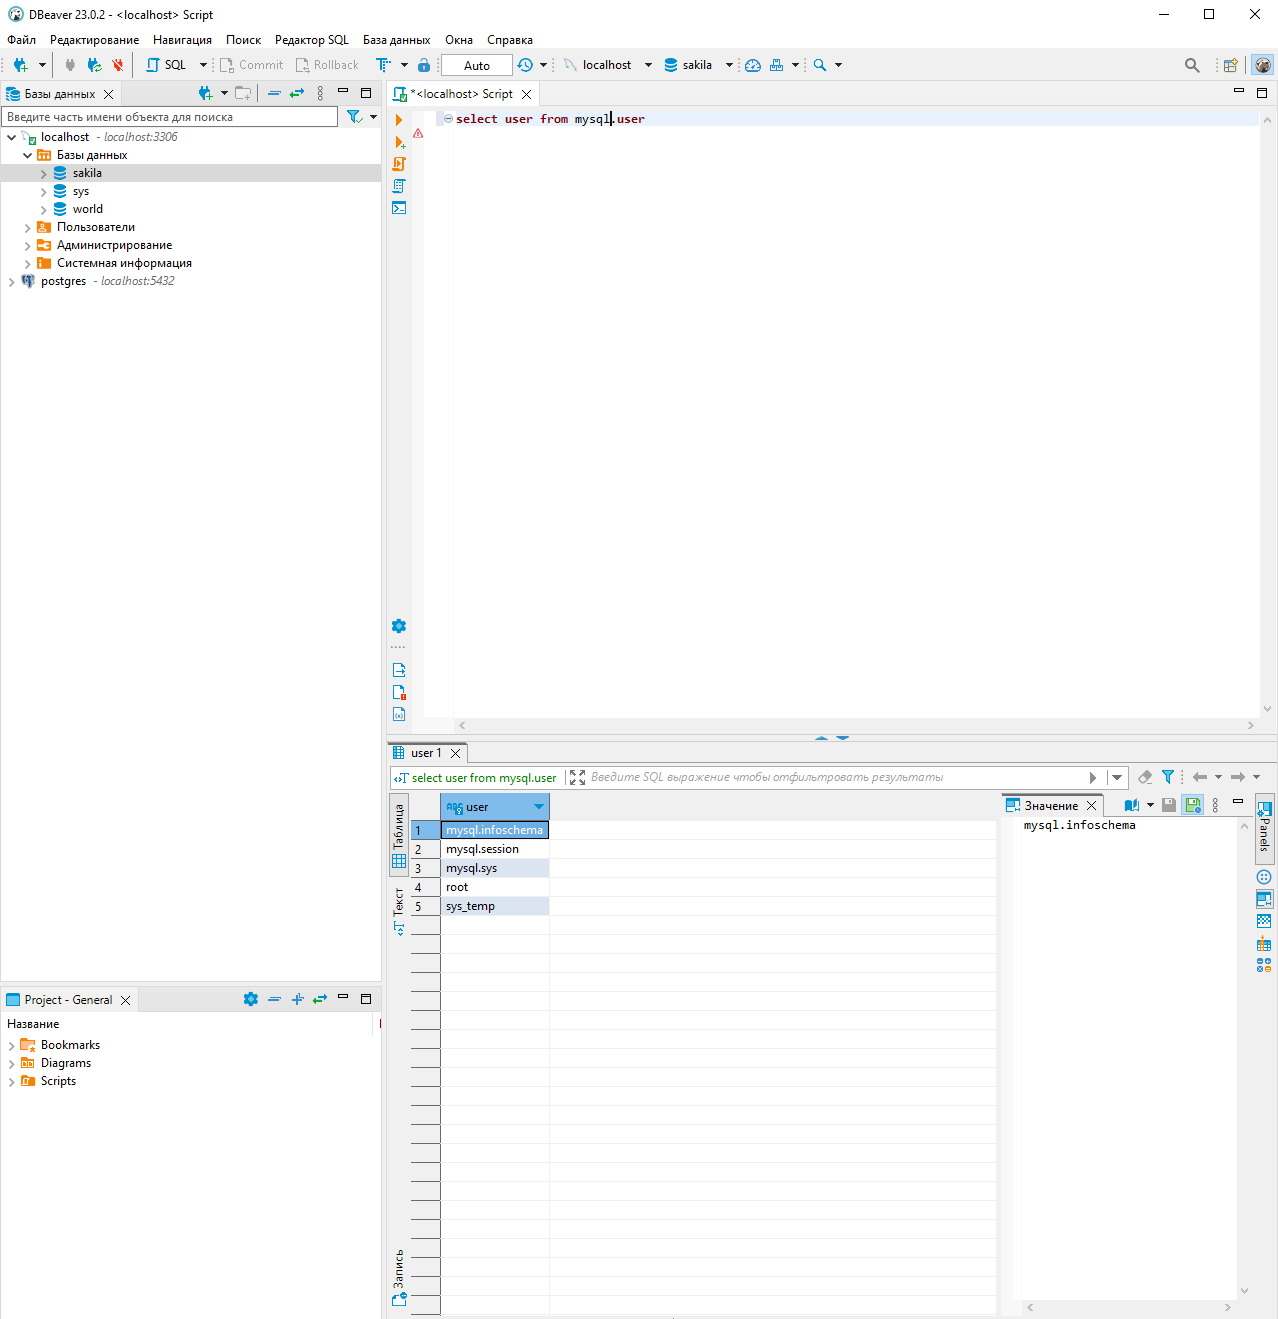 DBeaver 23.0.2 - <localhost> Script
Файл Редактирование Навигация Поиск Редактор SQL База данных Окна Справка
SQL Commit Rollback Auto localhost sakila
Базы данных
Введите часть имени объекта для поиска
localhost - localhost:3306
Базы данных
sakila
sys
world
Пользователи
Администрирование
Системная информация
postgres - localhost:5432
*<localhost> Script
select user from mysql.user
user 1
select user from mysql.user Введите SQL выражение чтобы отфильтровать результаты
Таблица
Текст
Запись
ABC user
1 mysql.infoschema
2 mysql.session
3 mysql.sys
4 root
5 sys_temp
Значение
mysql.infoschema
Panels
Project - General
Название
Bookmarks
Diagrams
Scripts